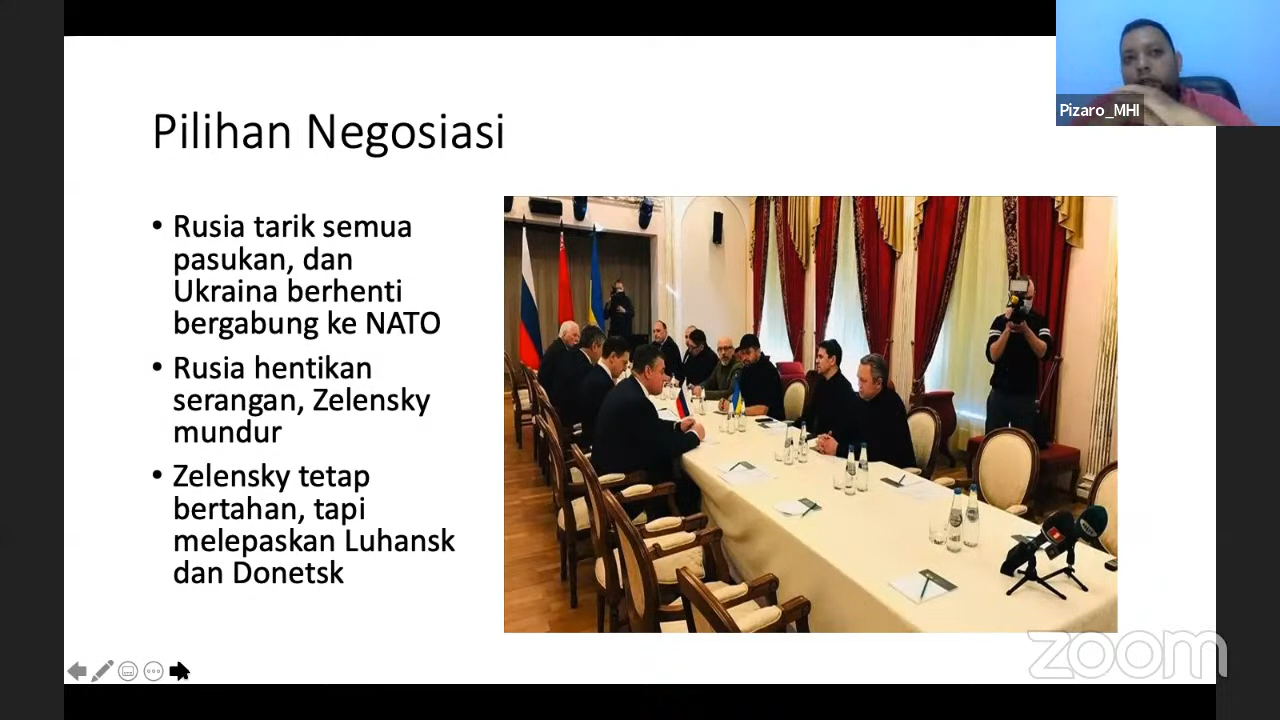 Pilihan Negosiasi
Pizaro_MHI
• Rusia tarik semua
pasukan, dan
Ukraina berhenti
bergabung ke NATO
• Rusia hentikan
serangan, Zelensky
mundur
• Zelensky tetap
bertahan, tapi
melepaskan Luhansk
dan Donetsk
zoom